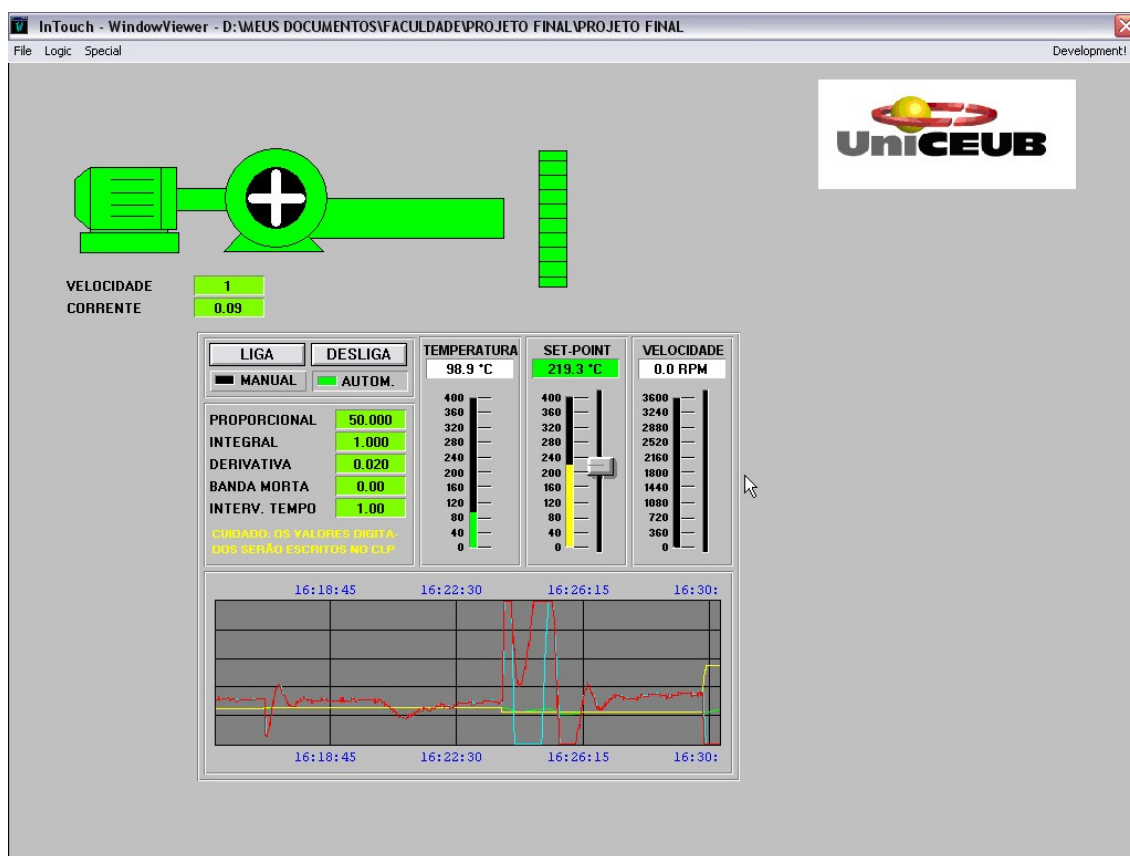 InTouch - WindowViewer - D:\MEUS DOCUMENTOS\FACULDADE\PROJETO FINAL\PROJETO FINAL
File Logic Special Development!
UniCEUB
VELOCIDADE 1
CORRENTE 0.09
LIGA DESLIGA
MANUAL AUTOM.
PROPORCIONAL 50.000
INTEGRAL 1.000
DERIVATIVA 0.020
BANDA MORTA 0.00
INTERV. TEMPO 1.00
CUIDADO: OS VALORES DIGITA-
DOS SERÃO ESCRITOS NO CLP
TEMPERATURA SET-POINT VELOCIDADE
98.9 °C 219.3 °C 0.0 RPM
400 400 3600
360 360 3240
320 320 2880
280 280 2520
240 240 2160
200 200 1800
160 160 1440
120 120 1080
80 80 720
40 40 360
0 0 0
16:18:45 16:22:30 16:26:15 16:30:
16:18:45 16:22:30 16:26:15 16:30: